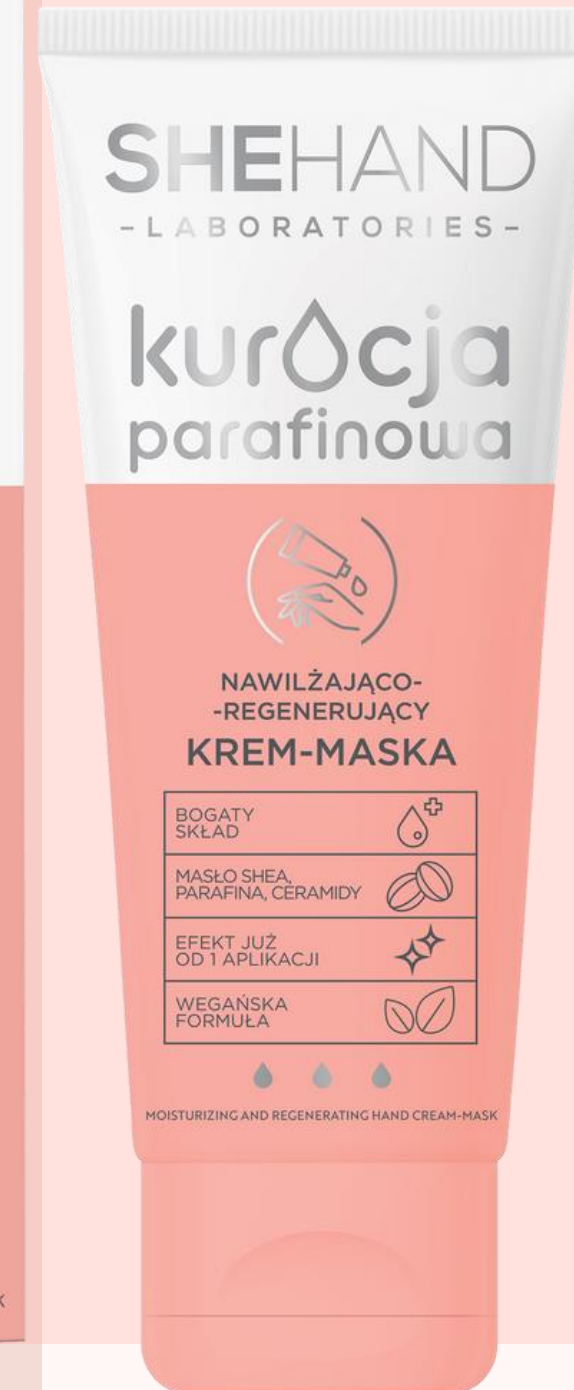 SHEHAND
-LABORATORIES-
kuracja
parafinowa
NAWILŻAJĄCO-
-REGENERUJĄCY
KREM-MASKA
BOGATY
SKŁAD
MASŁO SHEA,
PARAFINA, CERAMIDY
EFEKT JUŻ
OD 1 APLIKACJI
WEGAŃSKA
FORMUŁA
MOISTURIZING AND REGENERATING HAND CREAM-MASK
K